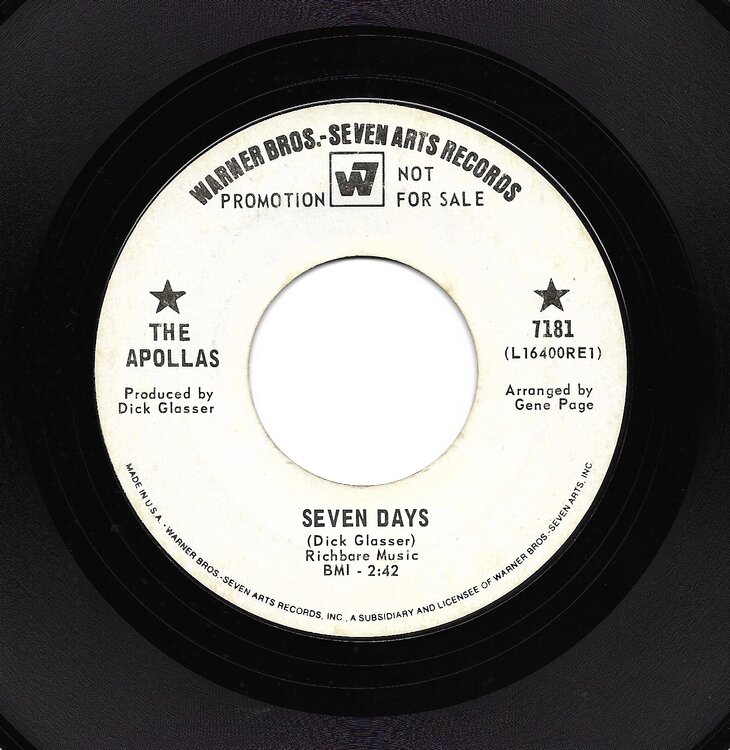 WARNER BROS.-SEVEN ARTS RECORDS
PROMOTION W7 NOT
FOR SALE
THE
APOLLAS
Produced by
Dick Glasser
7181
(L16400RE1)
Arranged by
Gene Page
SEVEN DAYS
(Dick Glasser)
Richbare Music
BMI - 2:42
MADE IN U.S.A. - WARNER BROS.-SEVEN ARTS RECORDS, INC., A SUBSIDIARY AND LICENSEE OF WARNER BROS.-SEVEN ARTS, INC.